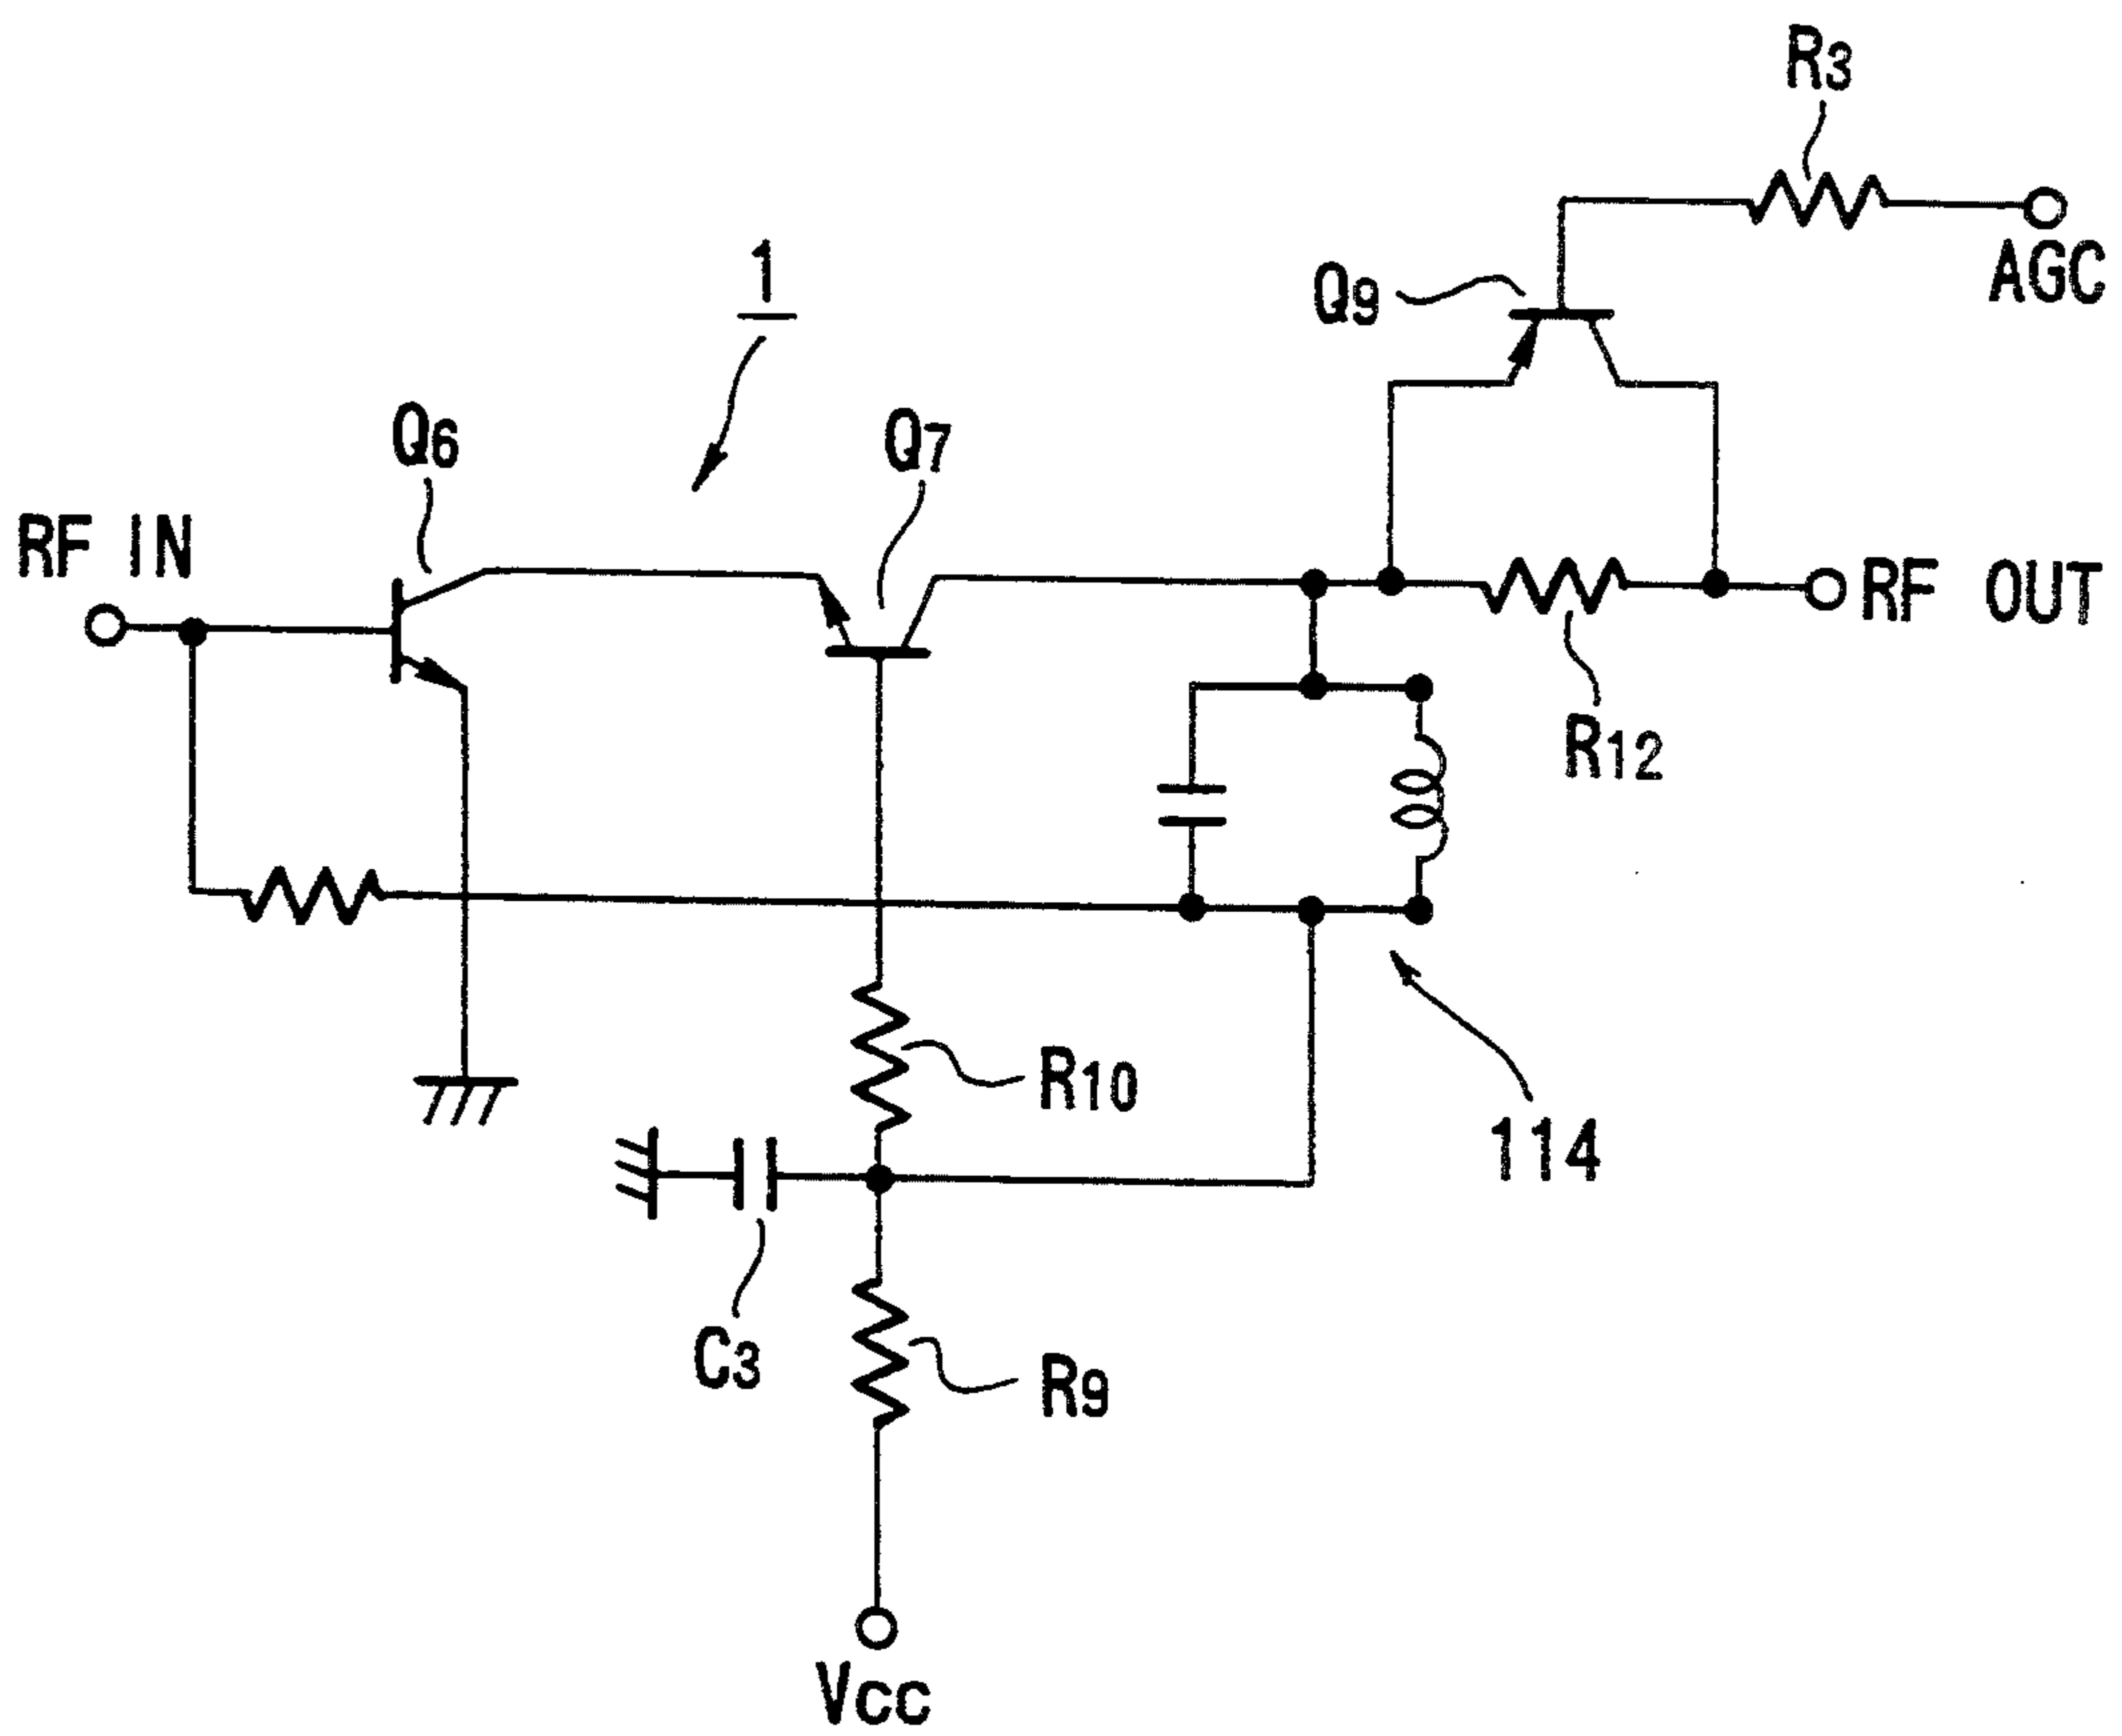 R3
AGC
1
Q9
Q6
Q7
RF IN
RF OUT
R12
R10
114
C3
R9
Vcc